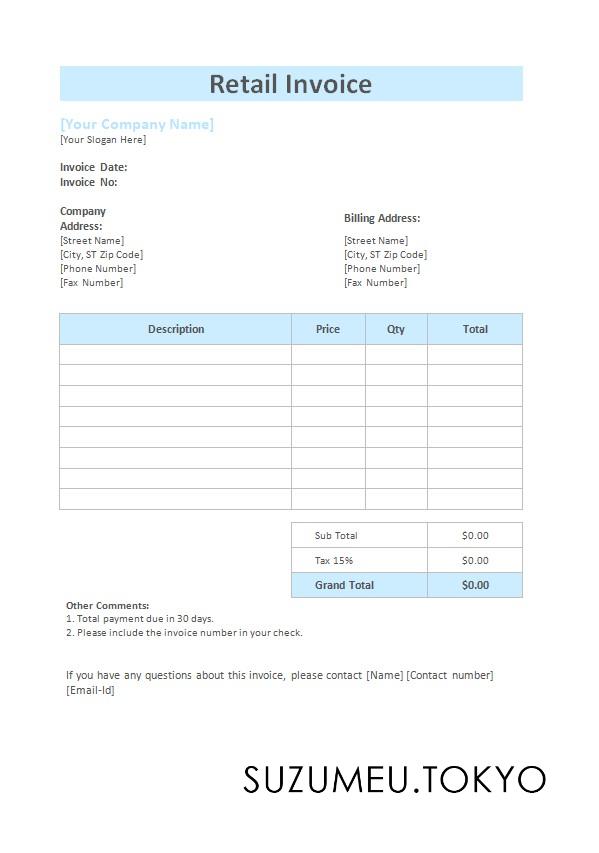 Retail Invoice
[Your Company Name]
[Your Slogan Here]
Invoice Date:
Invoice No:
Company
Address:
[Street Name]
[City, ST Zip Code]
[Phone Number]
[Fax Number]
Billing Address:
[Street Name]
[City, ST Zip Code]
[Phone Number]
[Fax Number]
Description Price Qty Total
Sub Total $0.00
Tax 15% $0.00
Grand Total $0.00
Other Comments:
1. Total payment due in 30 days.
2. Please include the invoice number in your check.
If you have any questions about this invoice, please contact [Name] [Contact number]
[Email-Id]
SUZUMEU.TOKYO